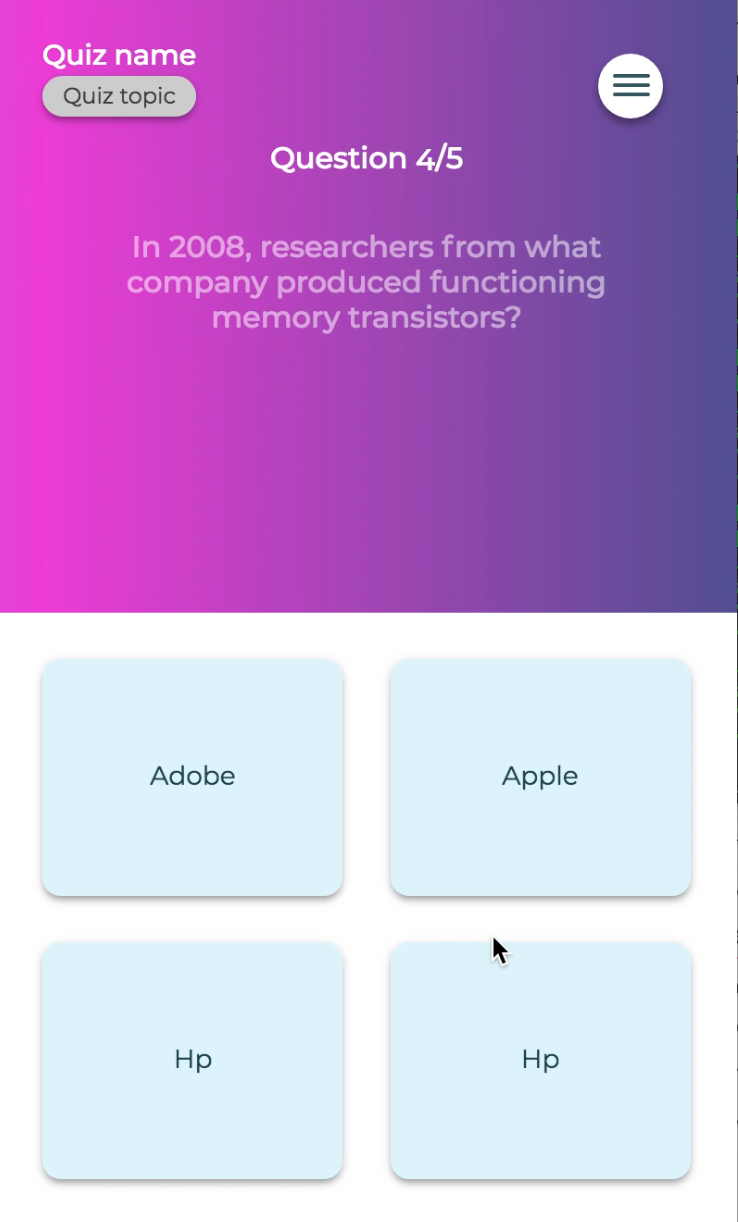 Quiz name
Quiz topic
Question 4/5
In 2008, researchers from what
company produced functioning
memory transistors?
Adobe
Apple
Hp
Hp